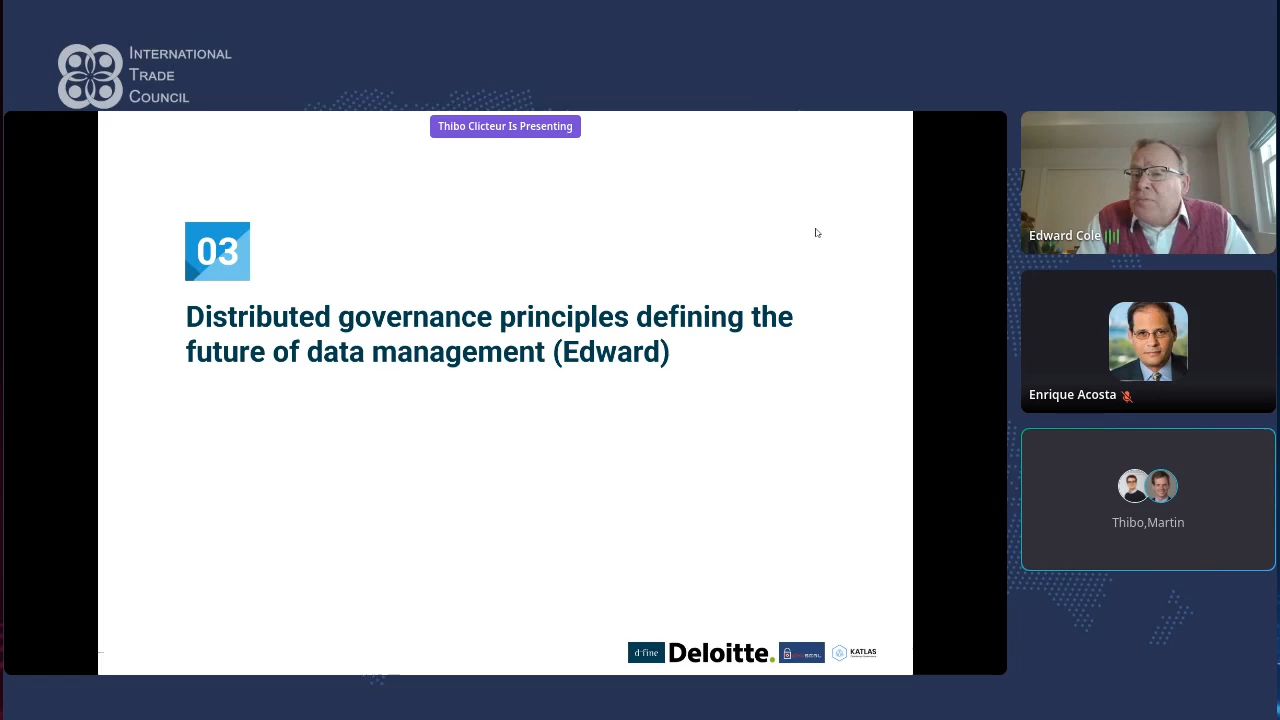 INTERNATIONAL
TRADE
COUNCIL
Thibo Clicteur Is Presenting
03
Distributed governance principles defining the
future of data management (Edward)
d-fine
Deloitte.
KATLAS
Edward Cole
Enrique Acosta
Thibo,Martin